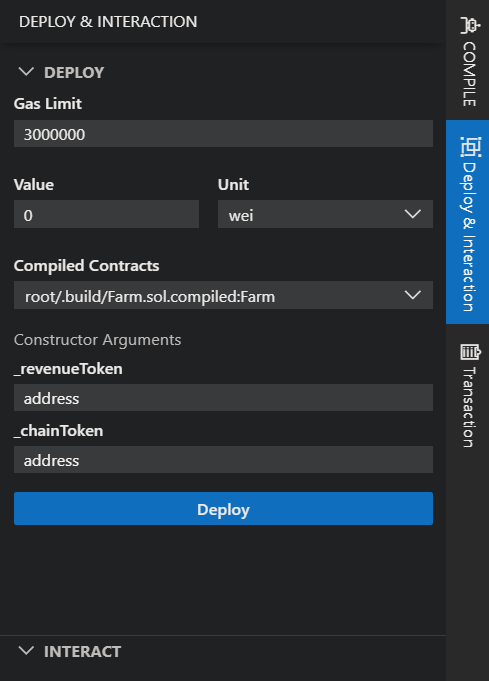 DEPLOY & INTERACTION
DEPLOY
Gas Limit
3000000
Value
Unit
0
wei
Compiled Contracts
root/.build/Farm.sol.compiled:Farm
Constructor Arguments
_revenueToken
address
_chainToken
address
Deploy
INTERACT
COMPILE
Deploy & Interaction
Transaction